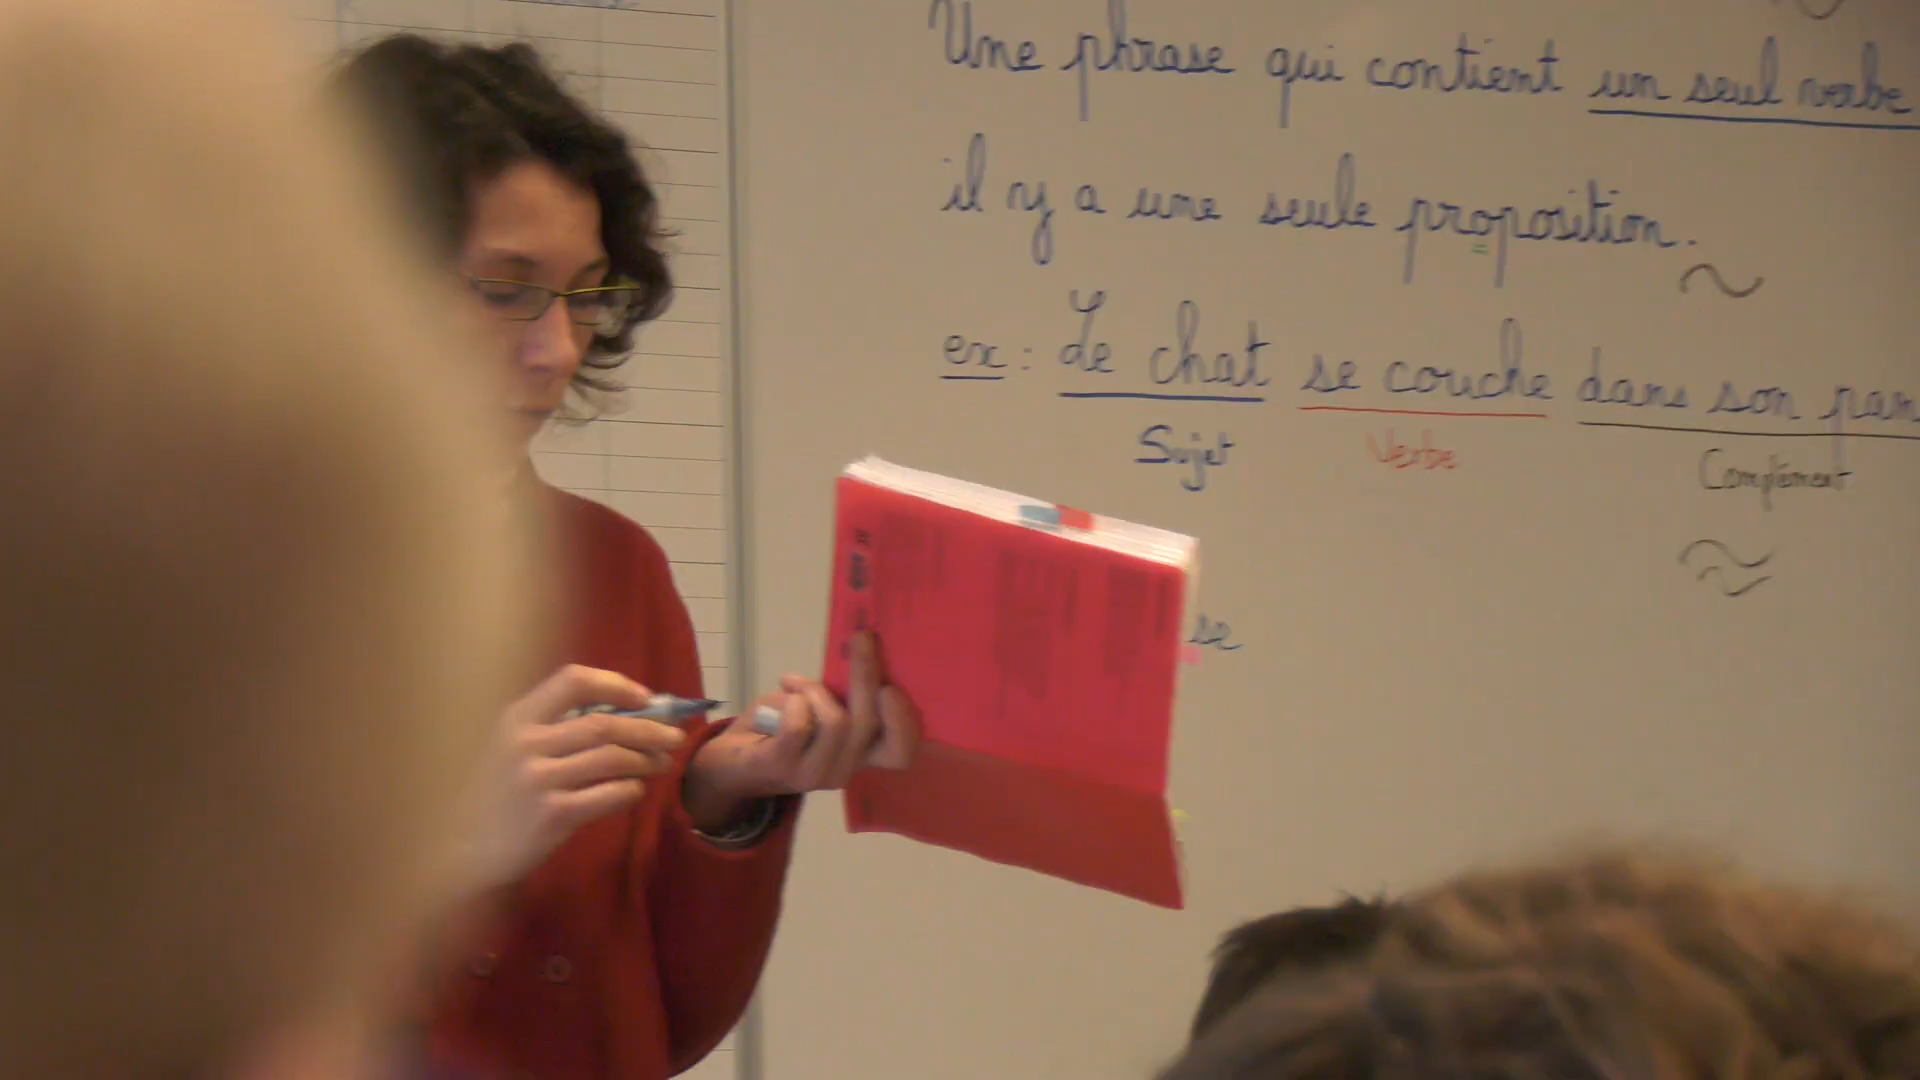 Une phrase qui contient un seul verbe
il y a une seule proposition.
ex : Le chat se couche dans son
Sujet Verbe Complément
se